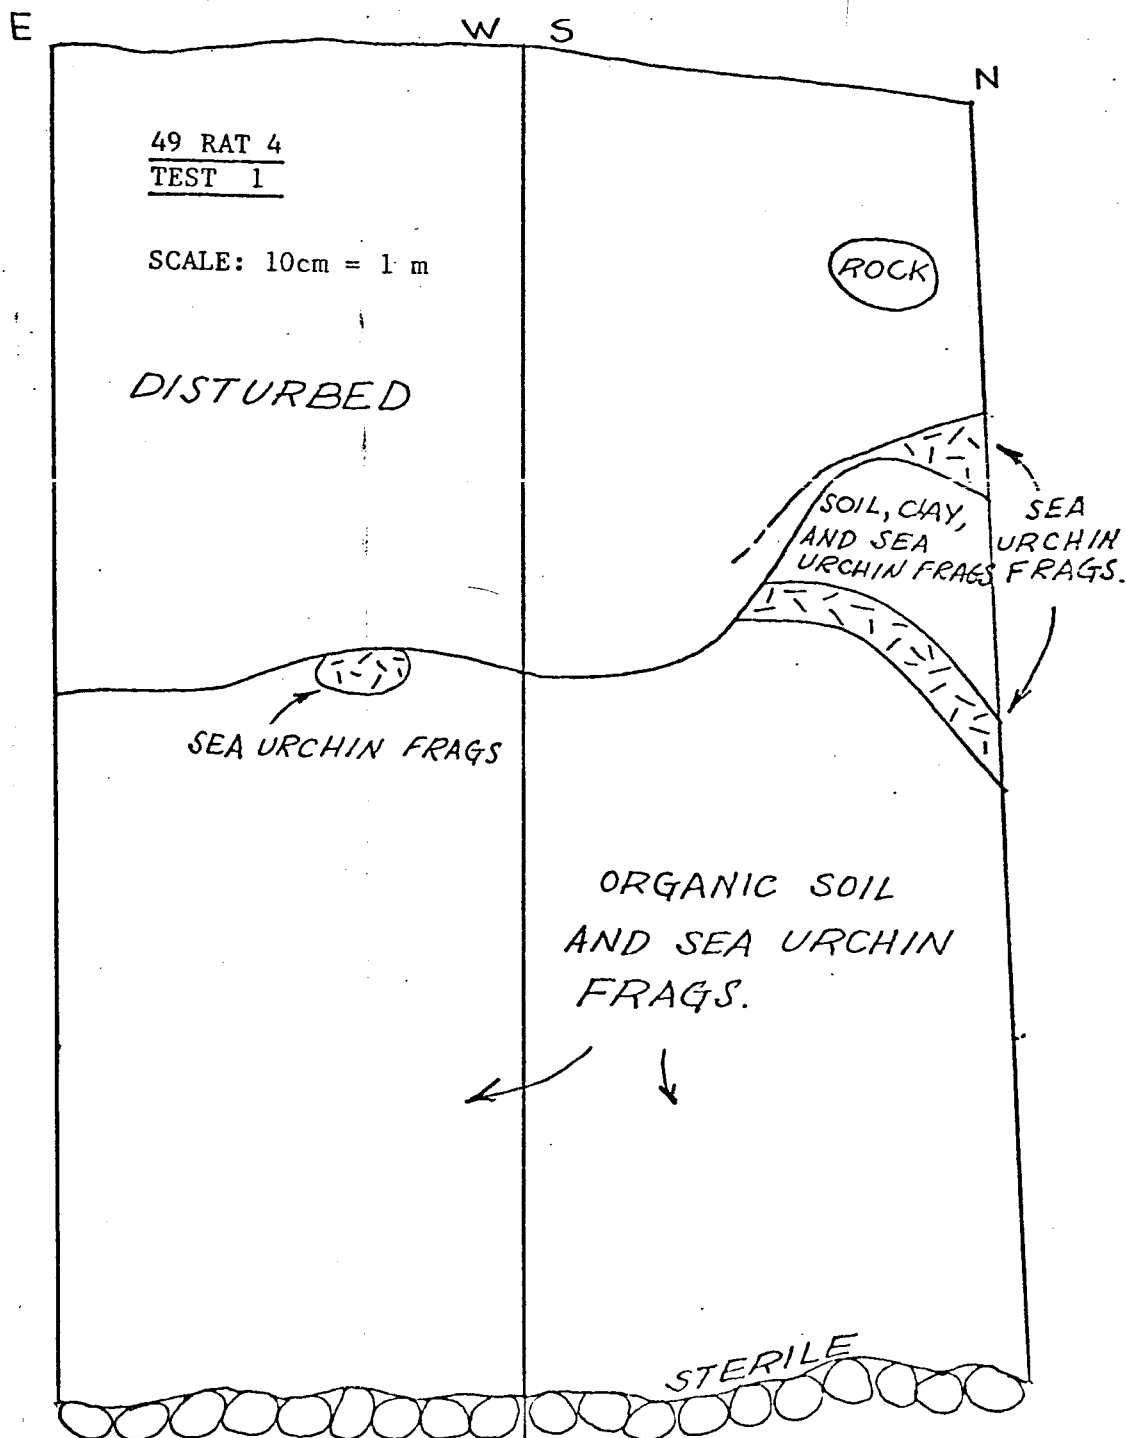 E
W S
N
49 RAT 4
TEST 1
SCALE: 10cm = 1 m
ROCK
DISTURBED
SOIL, CLAY,
AND SEA
URCHIN FRAGS
SEA
URCHIN
FRAGS.
SEA URCHIN FRAGS
ORGANIC SOIL
AND SEA URCHIN
FRAGS.
STERILE